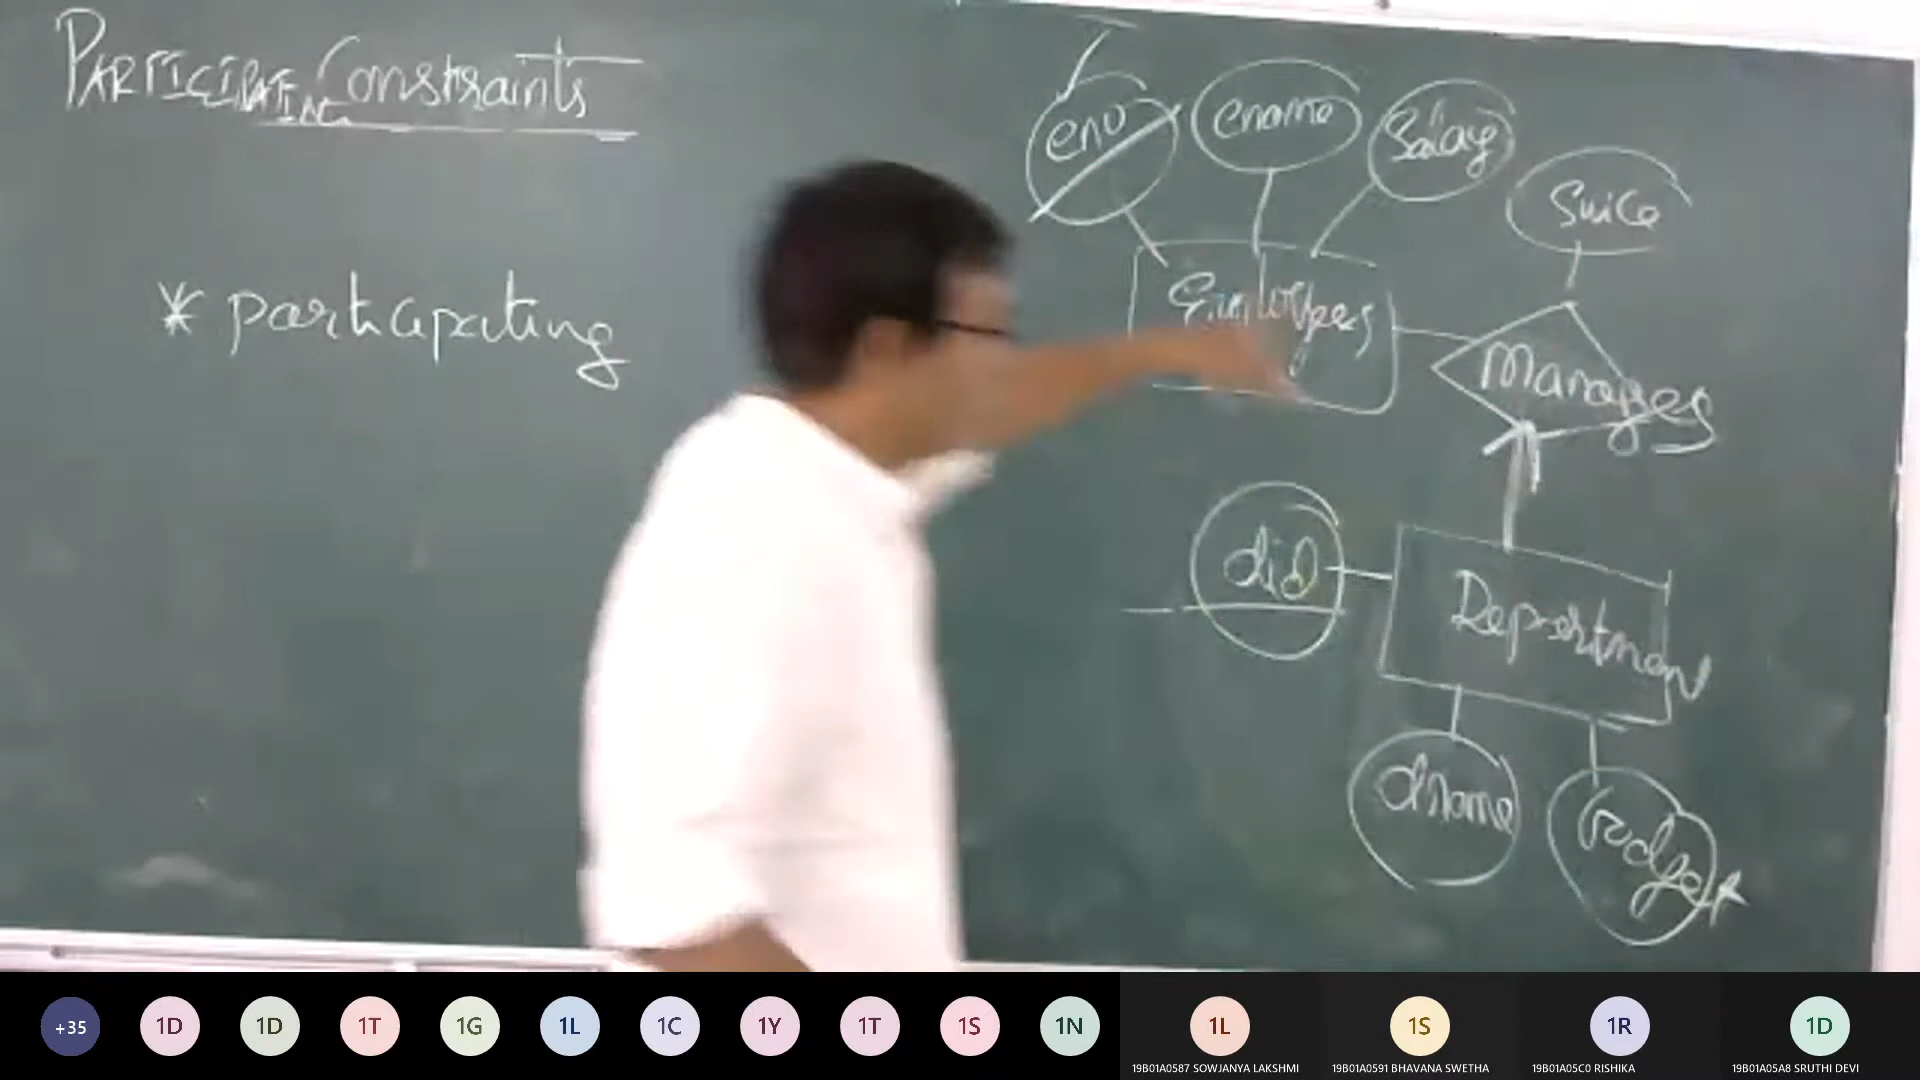 PARTICIPATIN Constraints
* participating
eno
ename
Salary
Since
Employees
Manages
did
Department
dname
Budget
+35
1D
1D
1T
1G
1L
1C
1Y
1T
1S
1N
1L
1S
1R
1D
19B01A0587 SOWJANYA LAKSHMI
19B01A0591 BHAVANA SWETHA
19B01A05C0 RISHIKA
19B01A05A8 SRUTHI DEVI